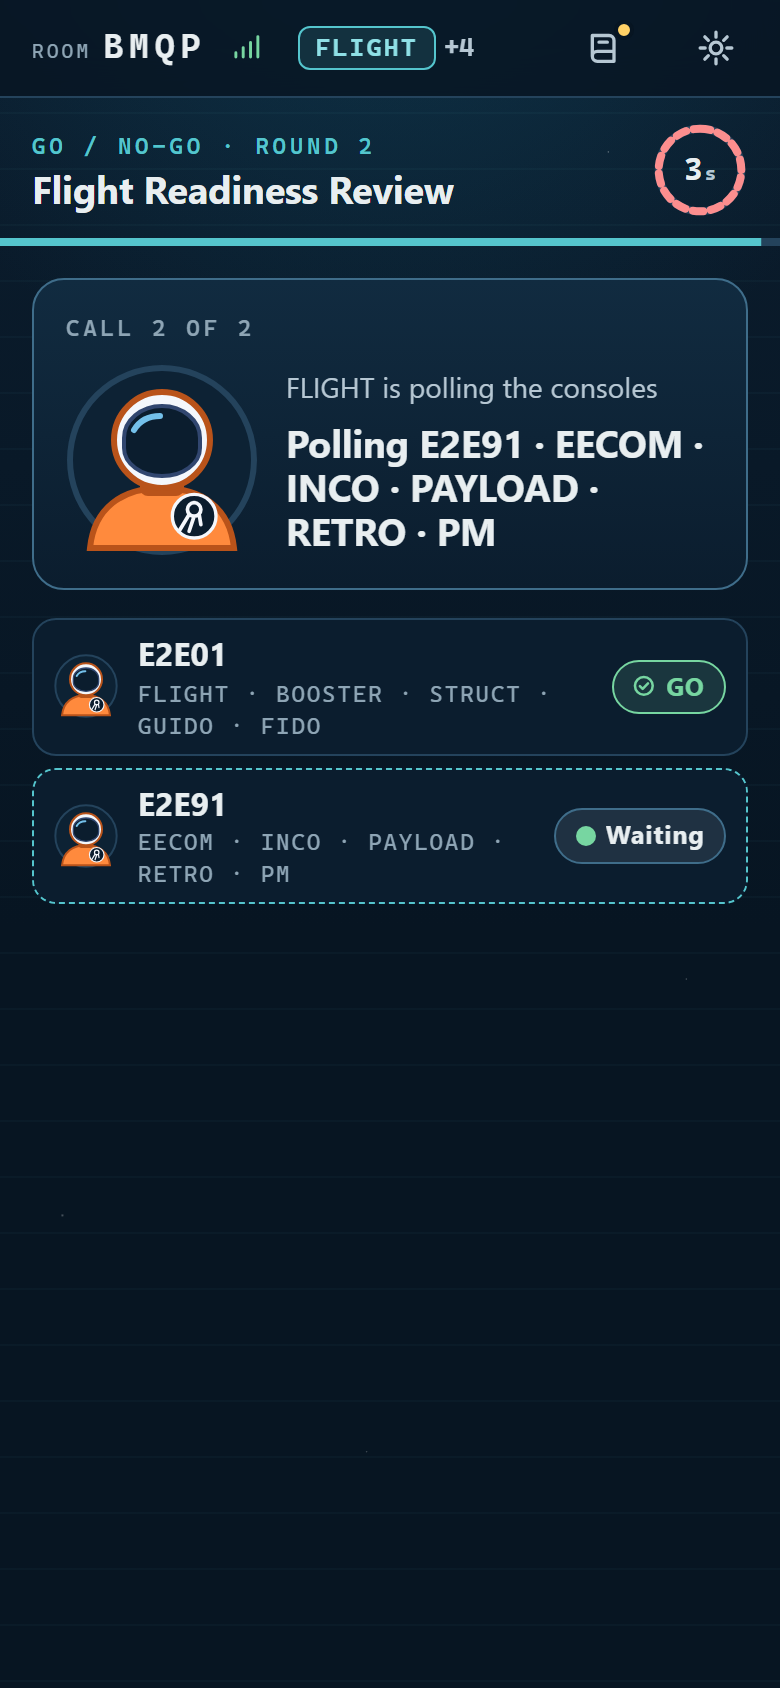 ROOM BMQP FLIGHT +4
GO / NO-GO · ROUND 2
Flight Readiness Review
3s
CALL 2 OF 2
FLIGHT is polling the consoles
Polling E2E91 · EECOM ·
INCO · PAYLOAD ·
RETRO · PM
E2E01
FLIGHT · BOOSTER · STRUCT ·
GUIDO · FIDO
GO
E2E91
EECOM · INCO · PAYLOAD ·
RETRO · PM
Waiting